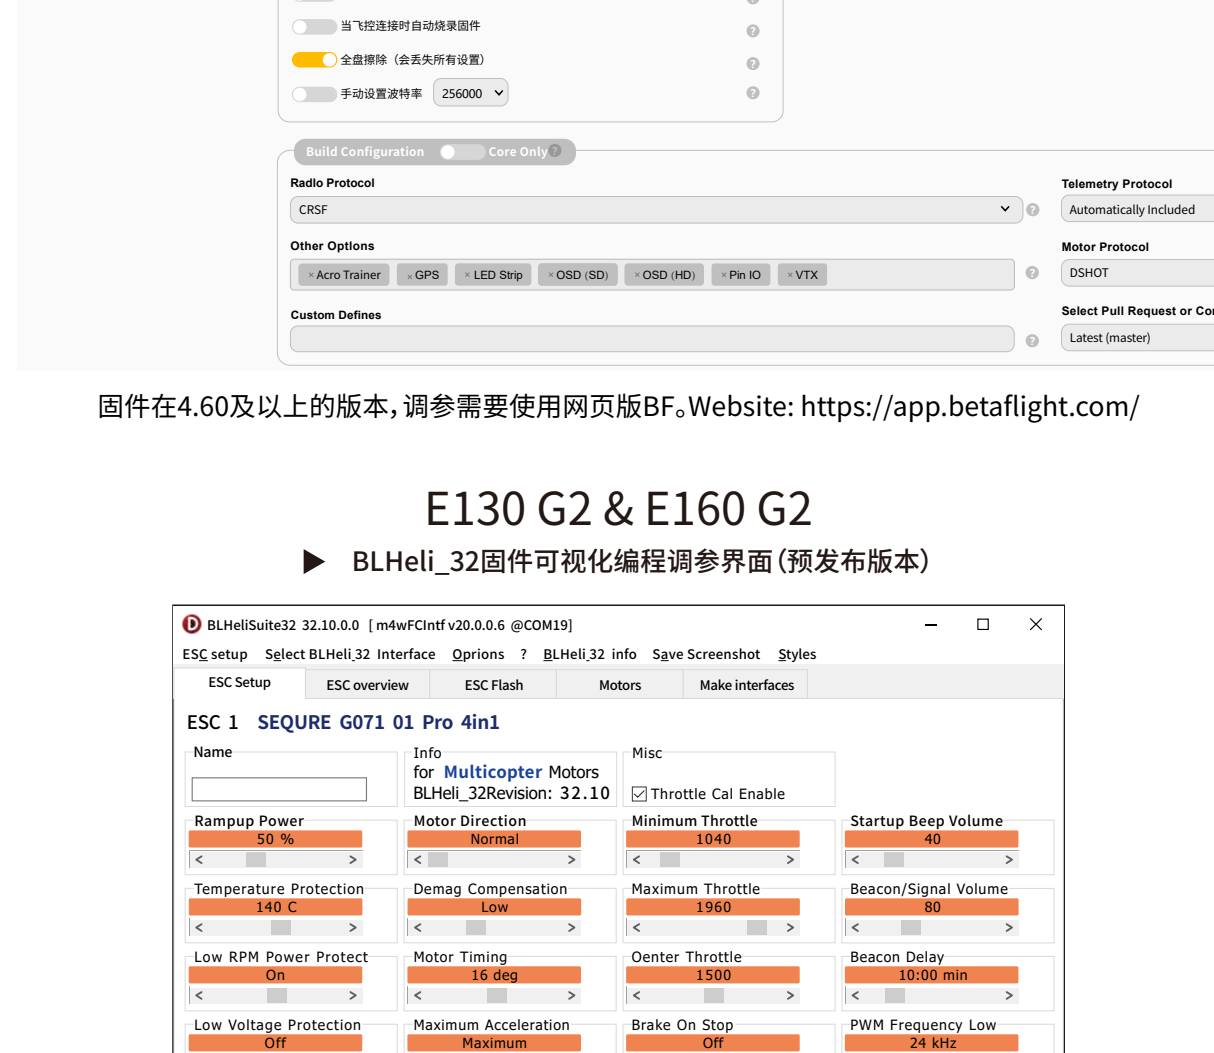 当飞控连接时自动烧录固件
全盘擦除（会丢失所有设置）
手动设置波特率 256000
Build Configuration Core Only
Radlo Protocol Telemetry Protocol
CRSF Automatically Included
Other Optlons Motor Protocol
×Acro Trainer ×GPS ×LED Strip ×OSD (SD) ×OSD (HD) ×Pin IO ×VTX DSHOT
Custom Defines Select Pull Request or Co
Latest (master)
固件在4.60及以上的版本，调参需要使用网页版BF。Website: https://app.betaflight.com/
E130 G2 & E160 G2
▶ BLHeli_32固件可视化编程调参界面（预发布版本）
BLHeliSuite32 32.10.0.0 [ m4wFCIntf v20.0.0.6 @COM19]
ESC setup Select BLHeli_32 Interface Oprions ? BLHeli_32 info Save Screenshot Styles
ESC Setup ESC overview ESC Flash Motors Make interfaces
ESC 1 SEQURE G071 01 Pro 4in1
Name Info Misc
for Multicopter Motors
BLHeli_32Revision: 32.10 Throttle Cal Enable
Rampup Power Motor Direction Minimum Throttle Startup Beep Volume
50 % Normal 1040 40
< > < > < > < >
Temperature Protection Demag Compensation Maximum Throttle Beacon/Signal Volume
140 C Low 1960 80
< > < > < > < >
Low RPM Power Protect Motor Timing Oenter Throttle Beacon Delay
On 16 deg 1500 10:00 min
< > < > < > < >
Low Voltage Protection Maximum Acceleration Brake On Stop PWM Frequency Low
Off Maximum Off 24 kHz